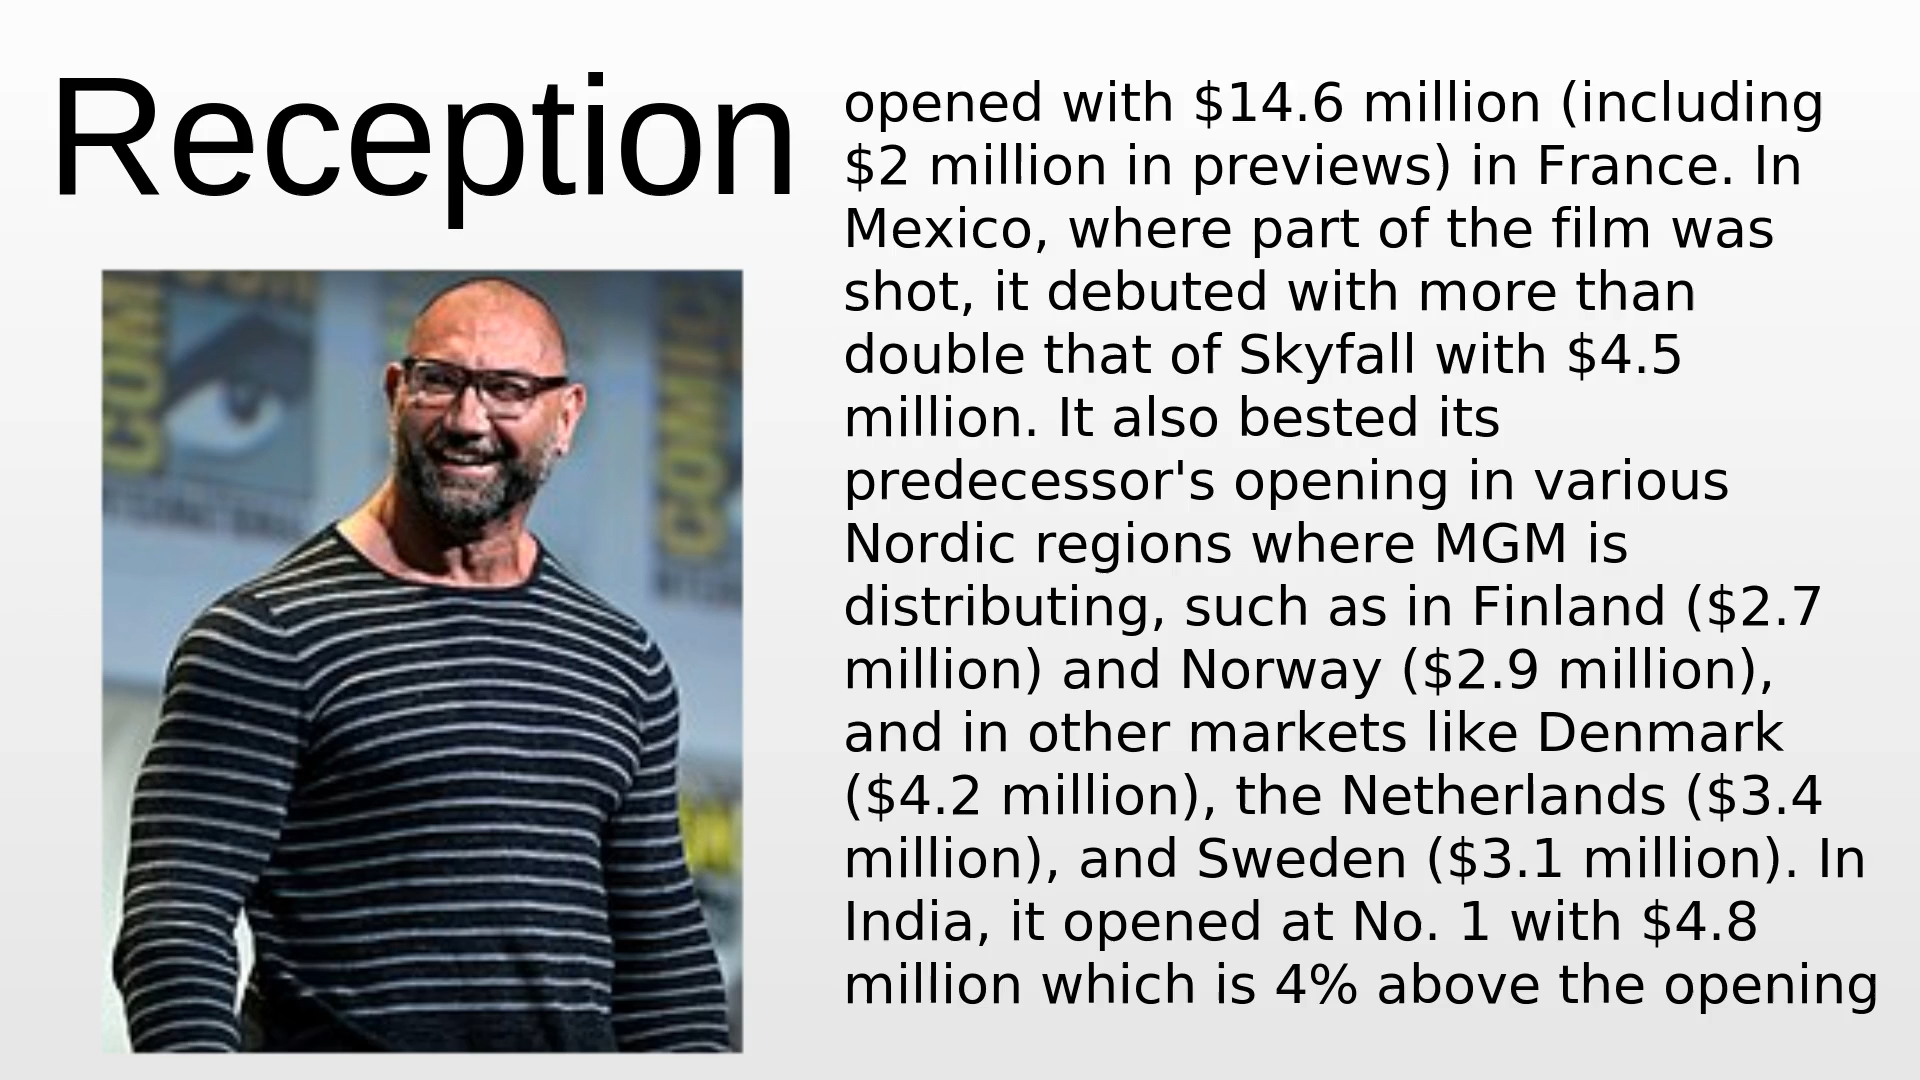 Reception
opened with $14.6 million (including
$2 million in previews) in France. In
Mexico, where part of the film was
shot, it debuted with more than
double that of Skyfall with $4.5
million. It also bested its
predecessor's opening in various
Nordic regions where MGM is
distributing, such as in Finland ($2.7
million) and Norway ($2.9 million),
and in other markets like Denmark
($4.2 million), the Netherlands ($3.4
million), and Sweden ($3.1 million). In
India, it opened at No. 1 with $4.8
million which is 4% above the opening